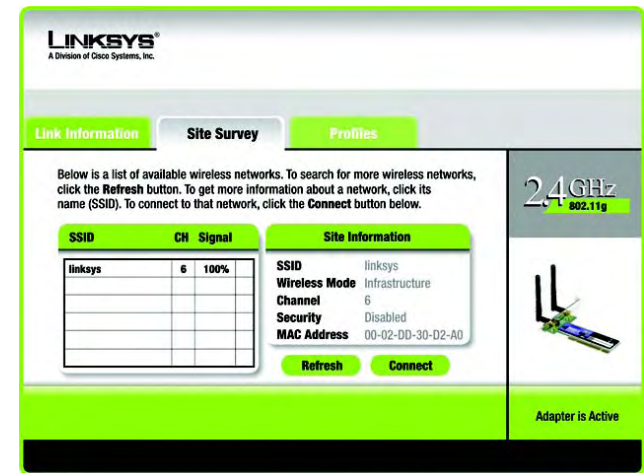 LINKSYS®
A Division of Cisco Systems, Inc.
Link Information
Site Survey
Profiles
Below is a list of available wireless networks. To search for more wireless networks,
click the Refresh button. To get more information about a network, click its
name (SSID). To connect to that network, click the Connect button below.
2.4GHz
802.11g
SSID CH Signal
linksys 6 100%
Site Information
SSID linksys
Wireless Mode Infrastructure
Channel 6
Security Disabled
MAC Address 00-02-DD-30-D2-A0
Refresh
Connect
Adapter is Active